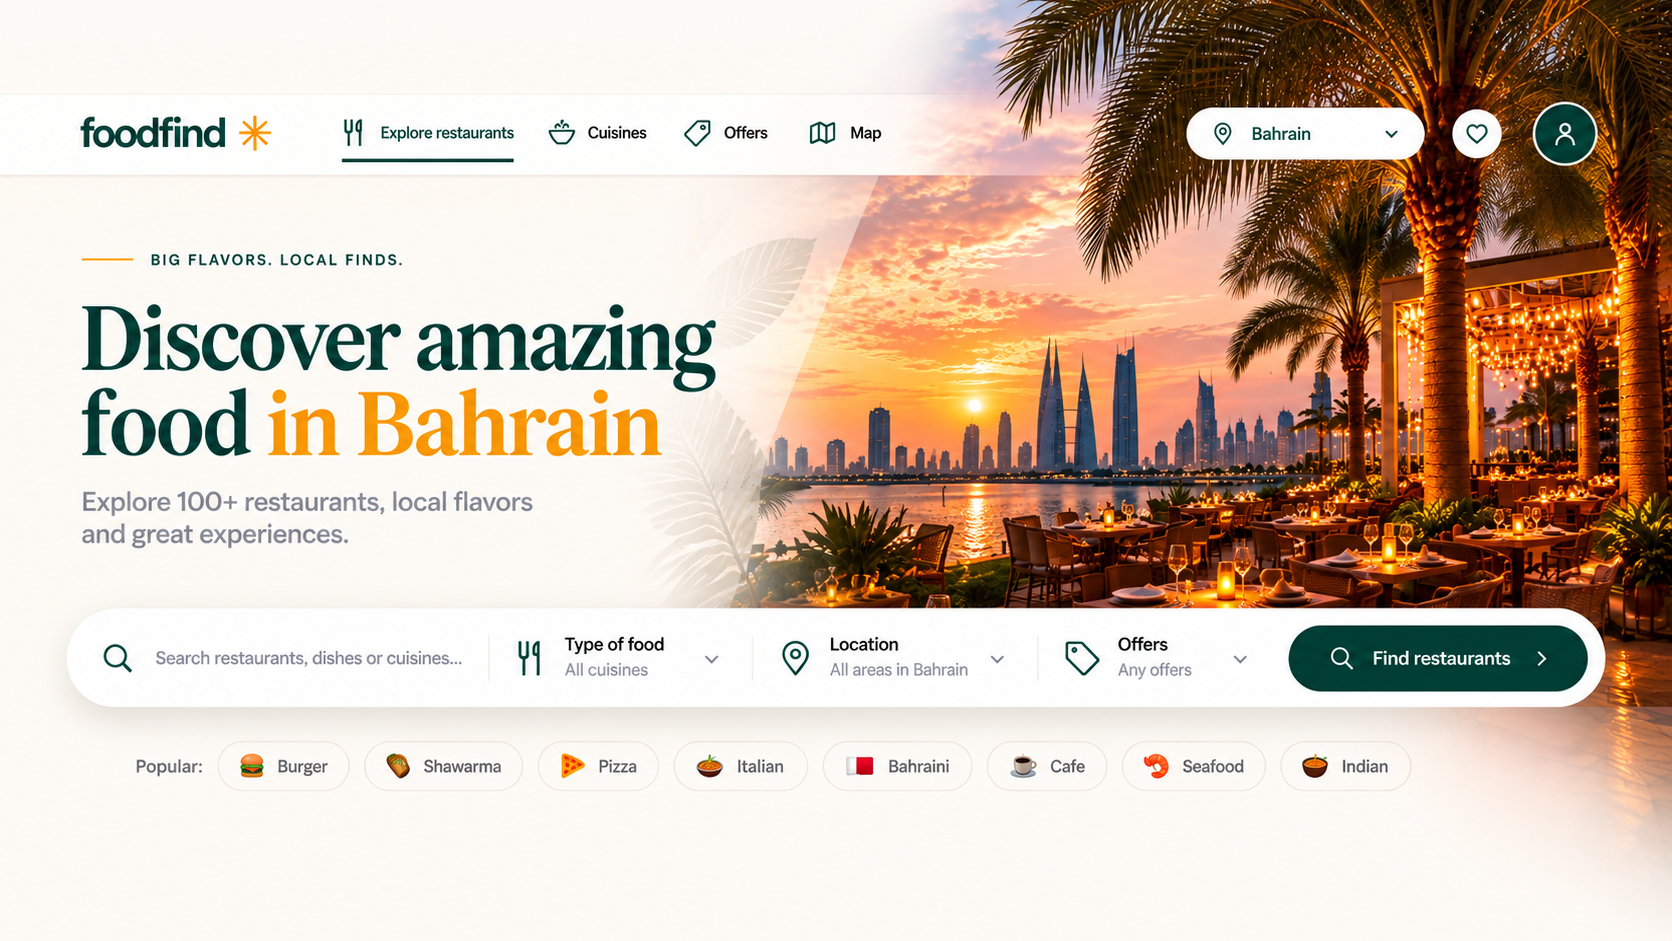 foodfind
Explore restaurants
Cuisines
Offers
Map
Bahrain
BIG FLAVORS. LOCAL FINDS.
Discover amazing
food in Bahrain
Explore 100+ restaurants, local flavors
and great experiences.
Search restaurants, dishes or cuisines...
Type of food
All cuisines
Location
All areas in Bahrain
Offers
Any offers
Find restaurants
Popular:
Burger
Shawarma
Pizza
Italian
Bahraini
Cafe
Seafood
Indian